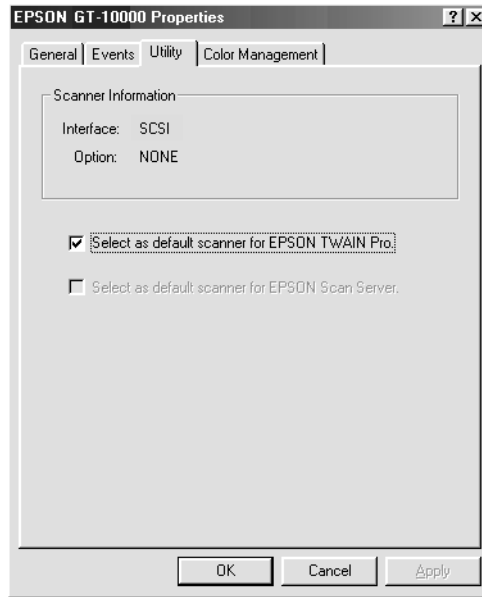 EPSON GT-10000 Properties ? ×
General Events Utility Color Management
Scanner Information
Interface: SCSI
Option: NONE
Select as default scanner for EPSON TWAIN Pro.
Select as default scanner for EPSON Scan Server.
OK Cancel Apply